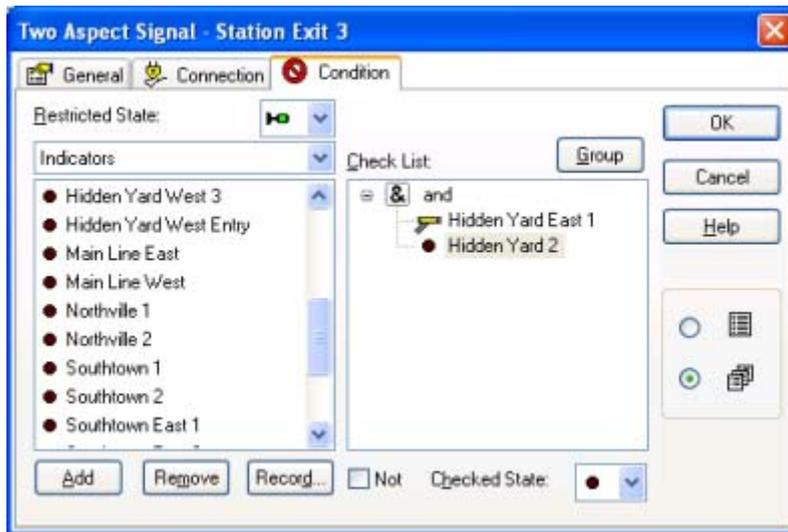 Two Aspect Signal - Station Exit 3
General
Connection
Condition
Restricted State:
Indicators
Hidden Yard West 3
Hidden Yard West Entry
Main Line East
Main Line West
Northville 1
Northville 2
Southtown 1
Southtown 2
Southtown East 1
Add
Remove
Record...
Check List:
Group
& and
Hidden Yard East 1
Hidden Yard 2
Not
Checked State:
OK
Cancel
Help